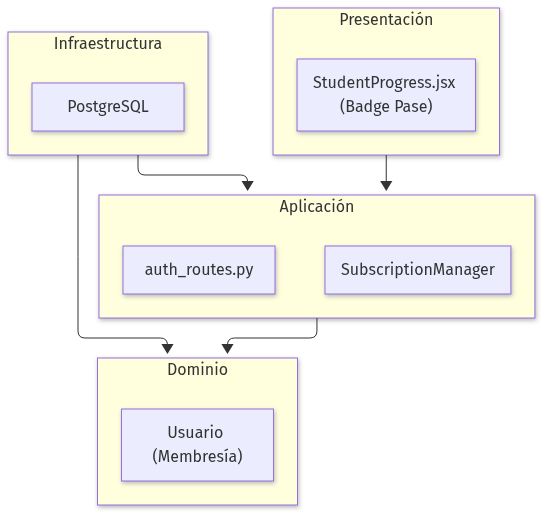 Infraestructura
PostgreSQL
Presentación
StudentProgress.jsx
(Badge Pase)
Aplicación
auth_routes.py
SubscriptionManager
Dominio
Usuario
(Membresía)